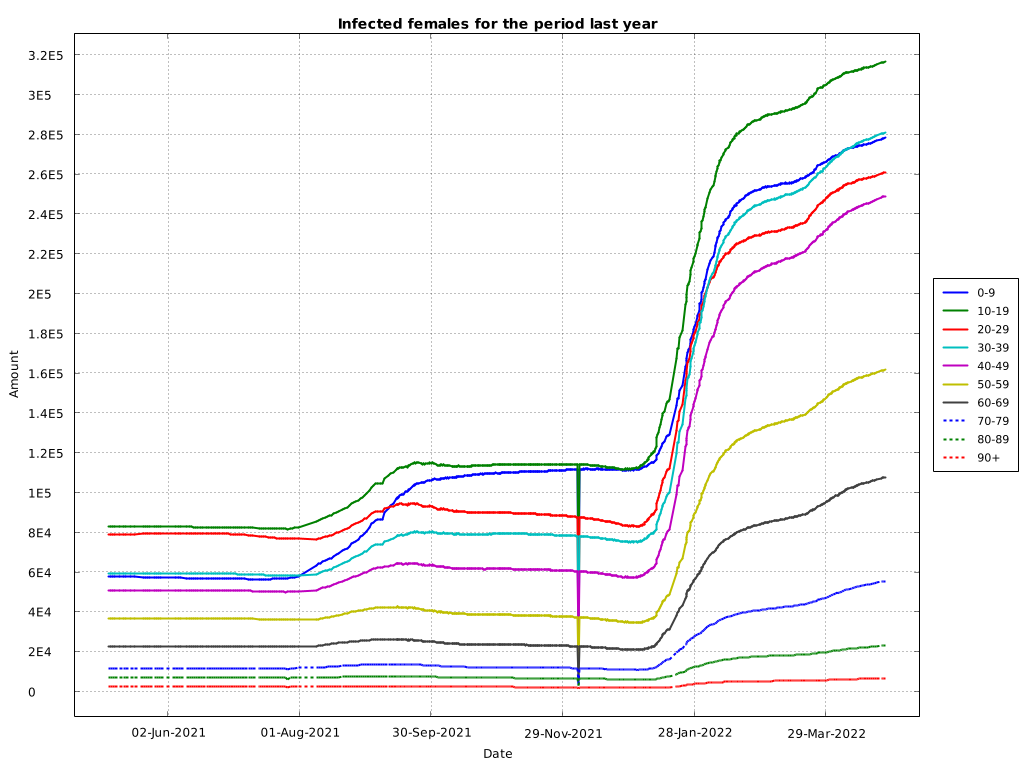 Infected females for the period last year
3.2E5
3E5
2.8E5
2.6E5
2.4E5
2.2E5
2E5
1.8E5
1.6E5
1.4E5
1.2E5
1E5
8E4
6E4
4E4
2E4
0
Amount
02-Jun-2021
01-Aug-2021
30-Sep-2021
29-Nov-2021
28-Jan-2022
29-Mar-2022
Date
0-9
10-19
20-29
30-39
40-49
50-59
60-69
70-79
80-89
90+